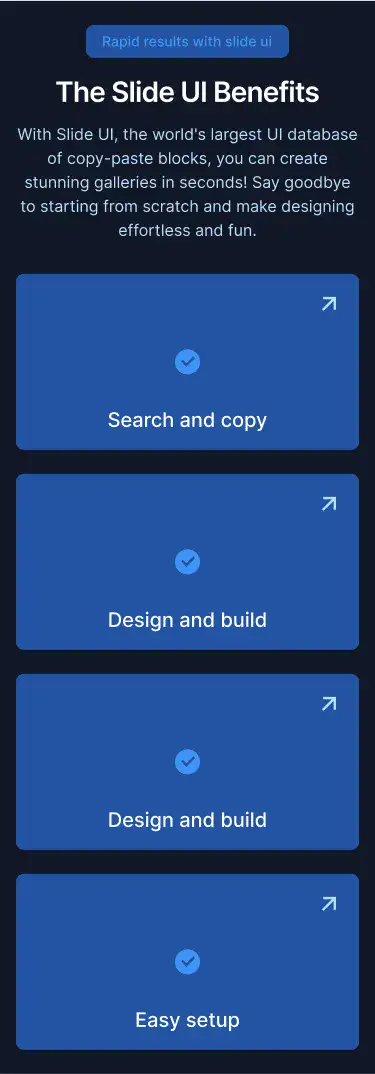 Rapid results with slide ui
The Slide UI Benefits
With Slide UI, the world's largest UI database
of copy-paste blocks, you can create
stunning galleries in seconds! Say goodbye
to starting from scratch and make designing
effortless and fun.
Search and copy
Design and build
Design and build
Easy setup